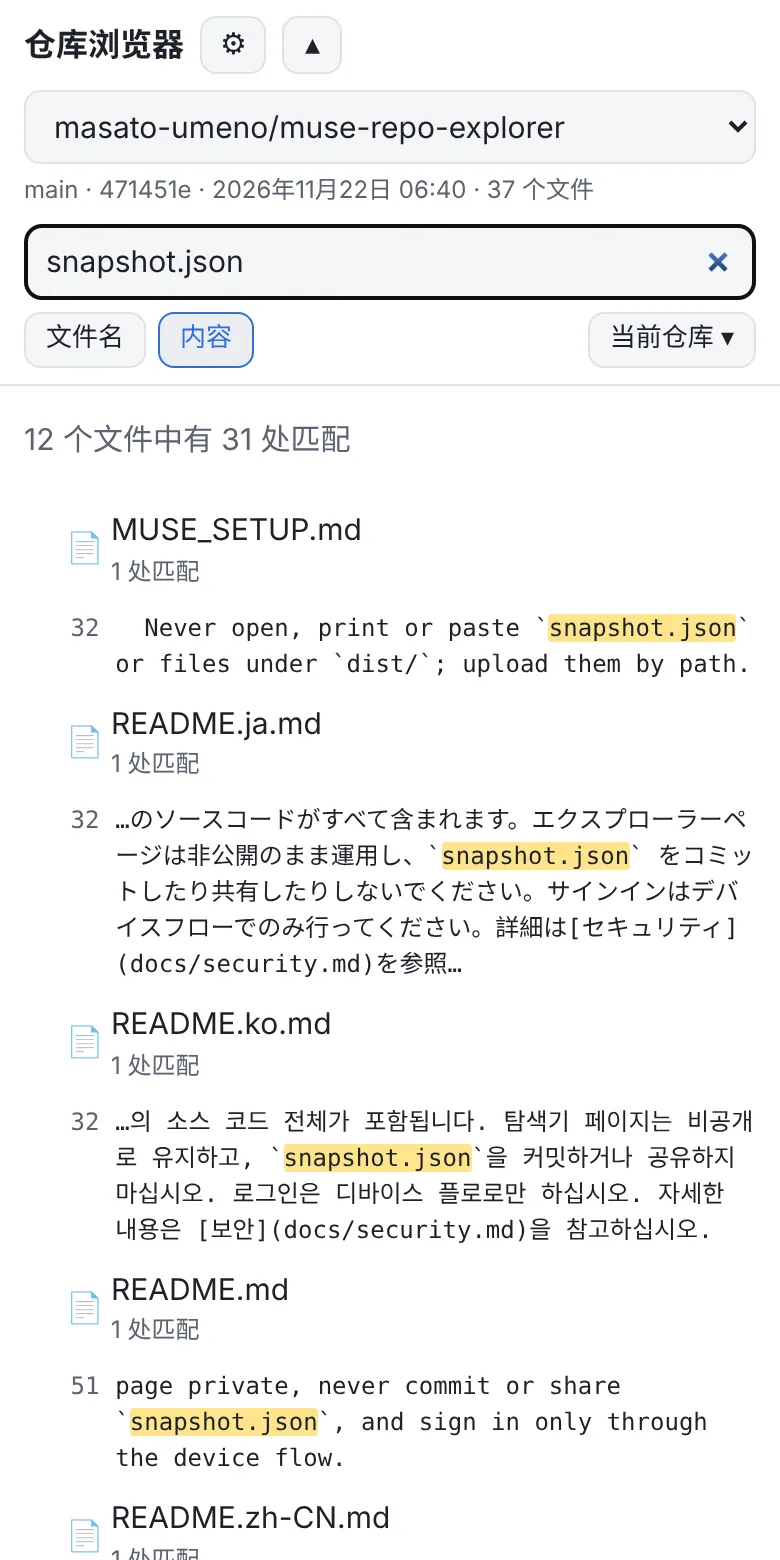 仓库浏览器
masato-umeno/muse-repo-explorer
main · 471451e · 2026年11月22日 06:40 · 37 个文件
snapshot.json
文件名 内容 当前仓库 ▾
12 个文件中有 31 处匹配
MUSE_SETUP.md
1 处匹配
32 Never open, print or paste `snapshot.json`
or files under `dist/`; upload them by path.
README.ja.md
1 处匹配
32 …のソースコードがすべて含まれます。エクスプローラーペ
ージは非公開のまま運用し、`snapshot.json` をコミッ
トしたり共有したりしないでください。サインインはデバ
イスフローでのみ行ってください。詳細は[セキュリティ]
(docs/security.md)を参照…
README.ko.md
1 处匹配
32 …의 소스 코드 전체가 포함됩니다. 탐색기 페이지는 비공개
로 유지하고, `snapshot.json`을 커밋하거나 공유하지
마십시오. 로그인은 디바이스 플로로만 하십시오. 자세한
내용은 [보안](docs/security.md)을 참고하십시오.
README.md
1 处匹配
51 page private, never commit or share
`snapshot.json`, and sign in only through
the device flow.
README.zh-CN.md
1 处匹配